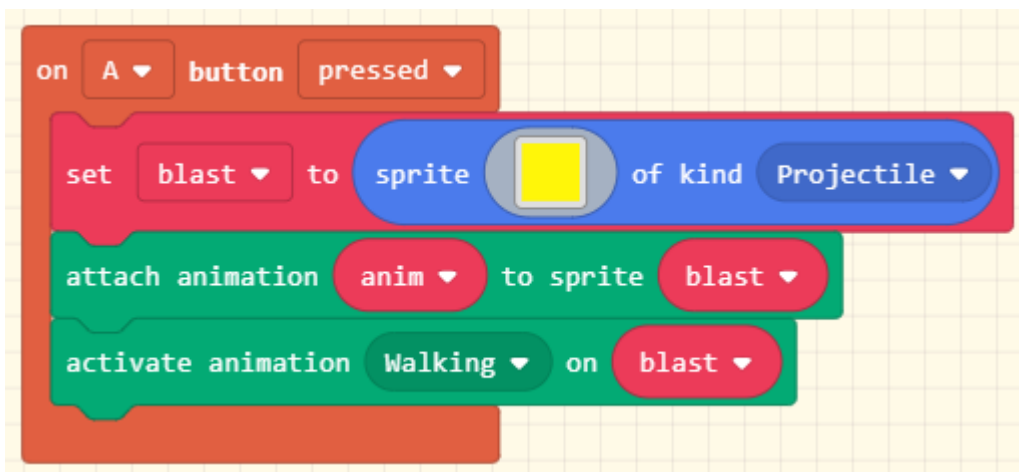 on A button pressed
set blast to sprite of kind Projectile
attach animation anim to sprite blast
activate animation Walking on blast